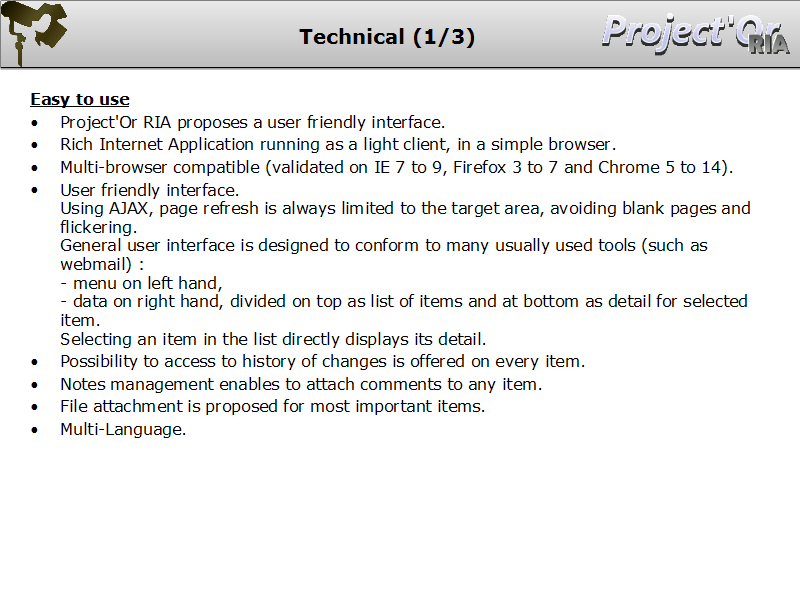 Technical (1/3)
Project'Or
RIA
Easy to use
• Project'Or RIA proposes a user friendly interface.
• Rich Internet Application running as a light client, in a simple browser.
• Multi-browser compatible (validated on IE 7 to 9, Firefox 3 to 7 and Chrome 5 to 14).
• User friendly interface.
Using AJAX, page refresh is always limited to the target area, avoiding blank pages and
flickering.
General user interface is designed to conform to many usually used tools (such as
webmail) :
- menu on left hand,
- data on right hand, divided on top as list of items and at bottom as detail for selected
item.
Selecting an item in the list directly displays its detail.
• Possibility to access to history of changes is offered on every item.
• Notes management enables to attach comments to any item.
• File attachment is proposed for most important items.
• Multi-Language.